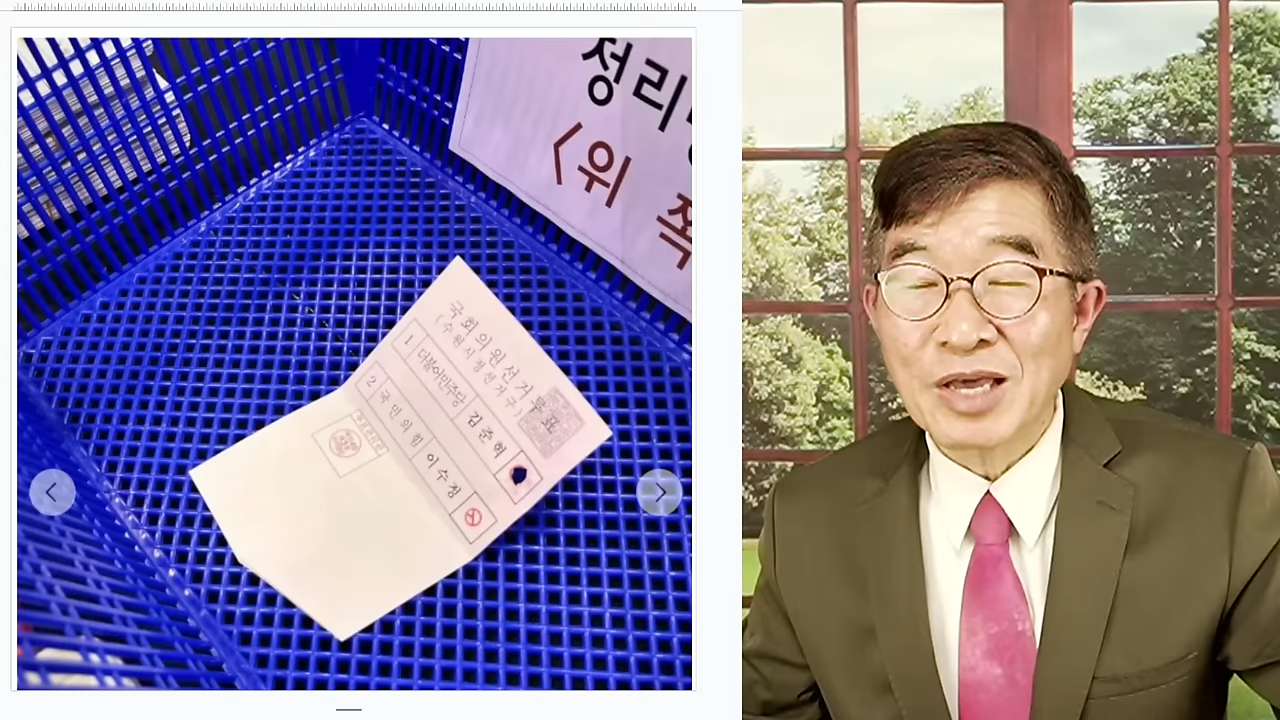 정리
<위 쪽
국회의원선거투표
(수원시정선거구)
1 더불어민주당 김준혁
2 국민의힘 이수정